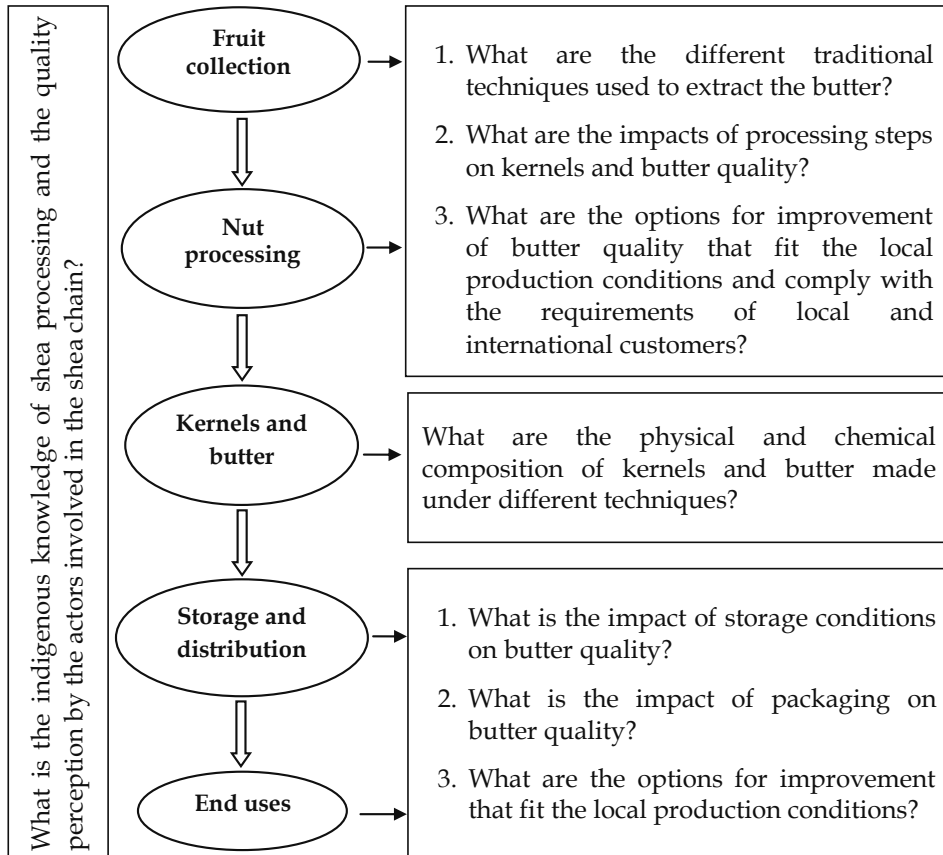 What is the indigenous knowledge of shea processing and the quality
perception by the actors involved in the shea chain?
Fruit
collection
1. What are the different traditional
techniques used to extract the butter?
2. What are the impacts of processing steps
on kernels and butter quality?
Nut
processing
3. What are the options for improvement
of butter quality that fit the local
production conditions and comply with
the requirements of local and
international customers?
Kernels and
butter
What are the physical and chemical
composition of kernels and butter made
under different techniques?
Storage and
distribution
1. What is the impact of storage conditions
on butter quality?
2. What is the impact of packaging on
butter quality?
3. What are the options for improvement
that fit the local production conditions?
End uses